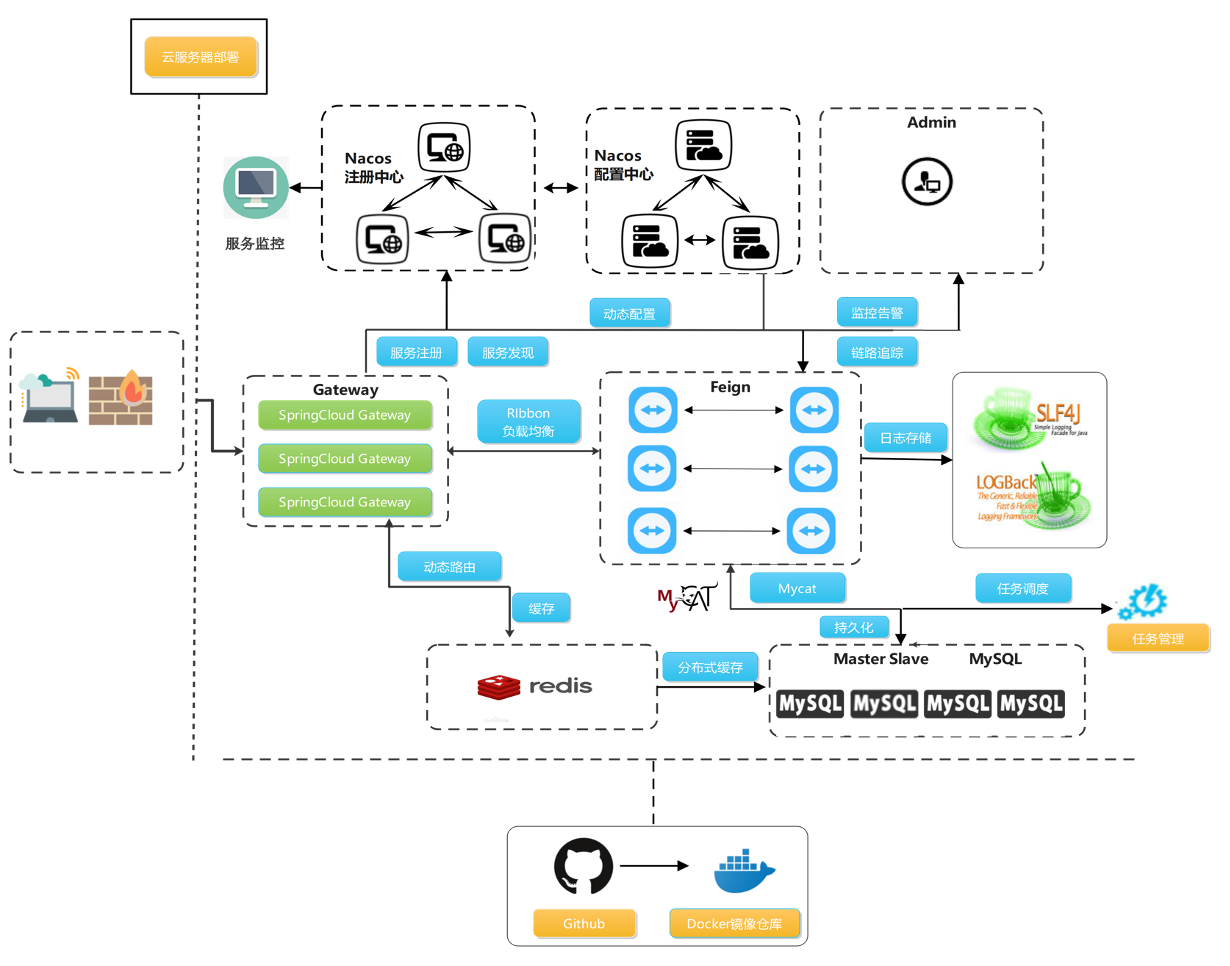 云服务器部署
Admin
Nacos
注册中心
Nacos
配置中心
服务监控
动态配置
监控告警
服务注册
服务发现
链路追踪
Gateway
SpringCloud Gateway
SpringCloud Gateway
SpringCloud Gateway
RIbbon
负载均衡
Feign
日志存储
SLF4J
Simple Logging
Facade for Java
LOGBack
The Generic, Reliable
Fast & Flexible
Logging Framework
动态路由
缓存
MyCAT
Mycat
任务调度
持久化
任务管理
redis
分布式缓存
Master Slave
MySQL
MySQL
MySQL
MySQL
MySQL
Github
Docker镜像仓库